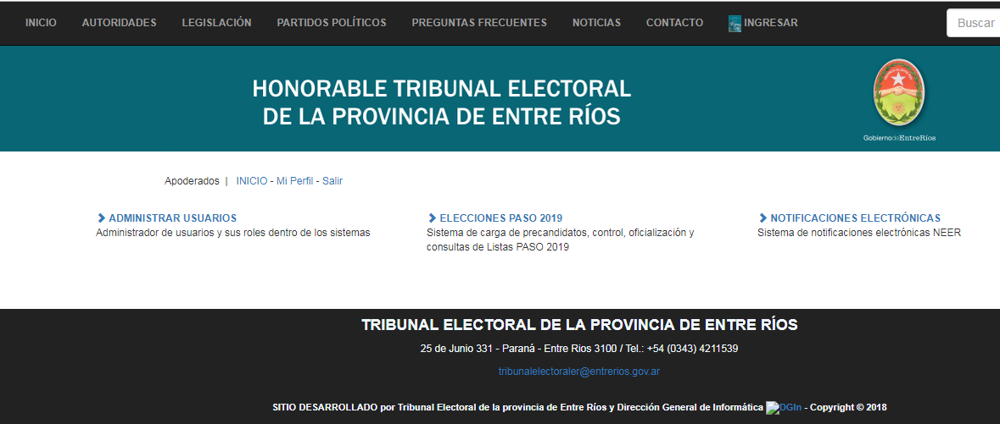 INICIO AUTORIDADES LEGISLACIÓN PARTIDOS POLÍTICOS PREGUNTAS FRECUENTES NOTICIAS CONTACTO INGRESAR Buscar
HONORABLE TRIBUNAL ELECTORAL
DE LA PROVINCIA DE ENTRE RÍOS
GobiernodeEntreRíos
Apoderados | INICIO - Mi Perfil - Salir
ADMINISTRAR USUARIOS
Administrador de usuarios y sus roles dentro de los sistemas
ELECCIONES PASO 2019
Sistema de carga de precandidatos, control, oficialización y
consultas de Listas PASO 2019
NOTIFICACIONES ELECTRÓNICAS
Sistema de notificaciones electrónicas NEER
TRIBUNAL ELECTORAL DE LA PROVINCIA DE ENTRE RÍOS
25 de Junio 331 - Paraná - Entre Rios 3100 / Tel.: +54 (0343) 4211539
tribunalelectoraler@entrerios.gov.ar
SITIO DESARROLLADO por Tribunal Electoral de la provincia de Entre Ríos y Dirección General de Informática DGIn - Copyright © 2018